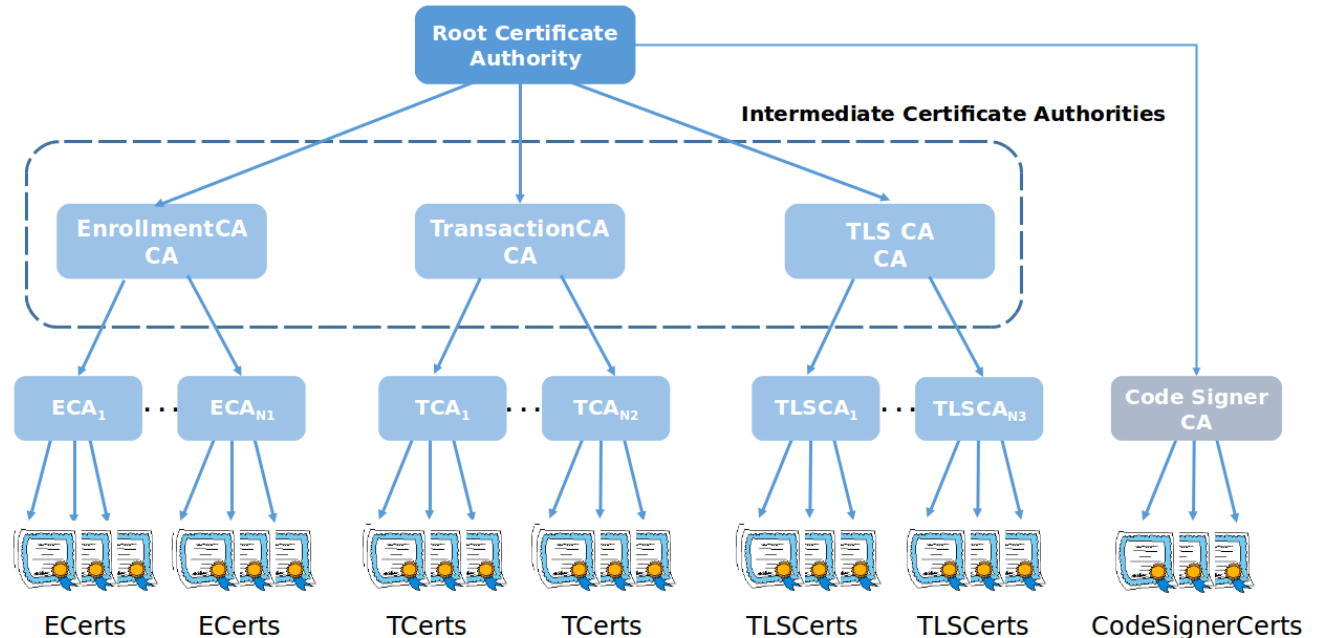 Root Certificate
Authority
Intermediate Certificate Authorities
EnrollmentCA
CA
TransactionCA
CA
TLS CA
CA
ECA1
. . .
ECAN1
TCA1
. . .
TCAN2
TLSCA1
. . .
TLSCAN3
Code Signer
CA
ECerts
ECerts
TCerts
TCerts
TLSCerts
TLSCerts
CodeSignerCerts